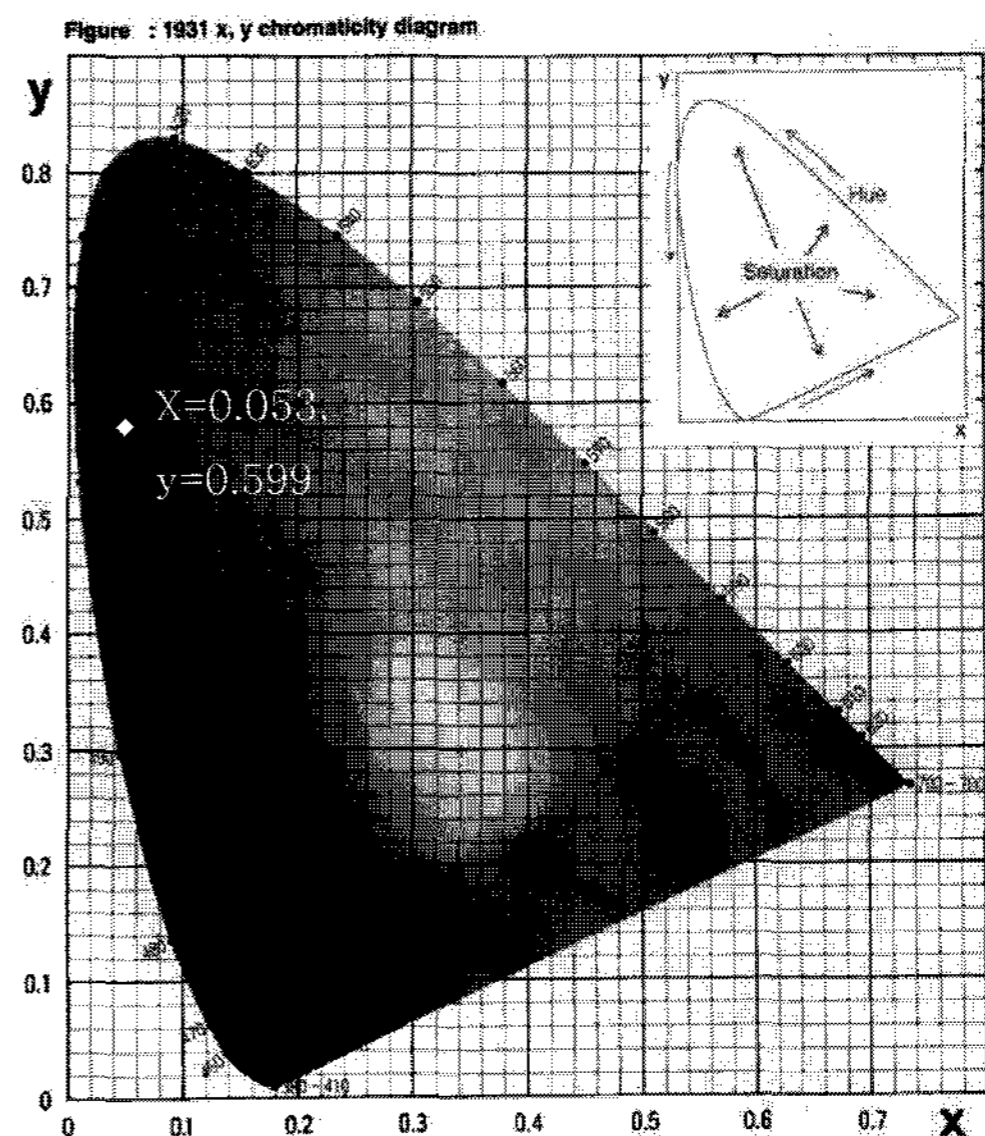 Figure : 1931 x, y chromaticity diagram
y
0.8
0.7
0.6
0.5
0.4
0.3
0.2
0.1
0
X=0.053.
y=0.599
y
Hue
Saturation
x
0 0.1 0.2 0.3 0.4 0.5 0.6 0.7 X